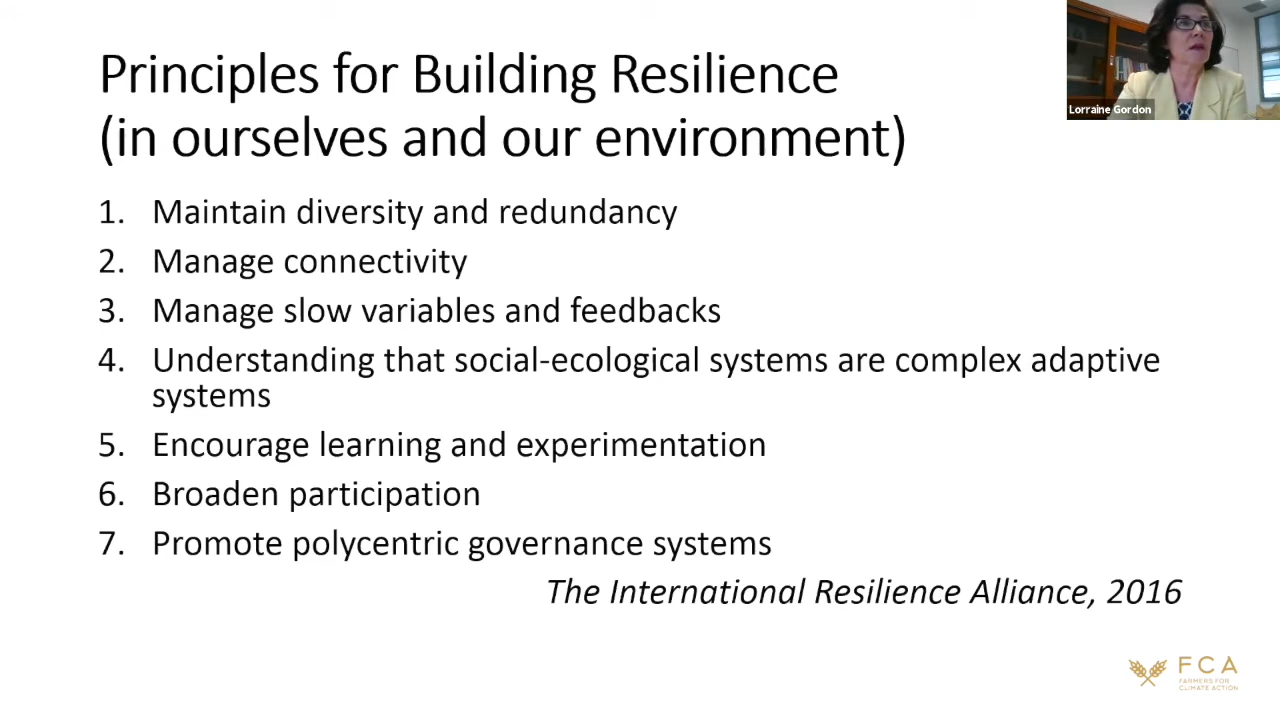 Principles for Building Resilience
(in ourselves and our environment)
Lorraine Gordon
1. Maintain diversity and redundancy
2. Manage connectivity
3. Manage slow variables and feedbacks
4. Understanding that social-ecological systems are complex adaptive
systems
5. Encourage learning and experimentation
6. Broaden participation
7. Promote polycentric governance systems
The International Resilience Alliance, 2016
FCA
FARMERS FOR
CLIMATE ACTION